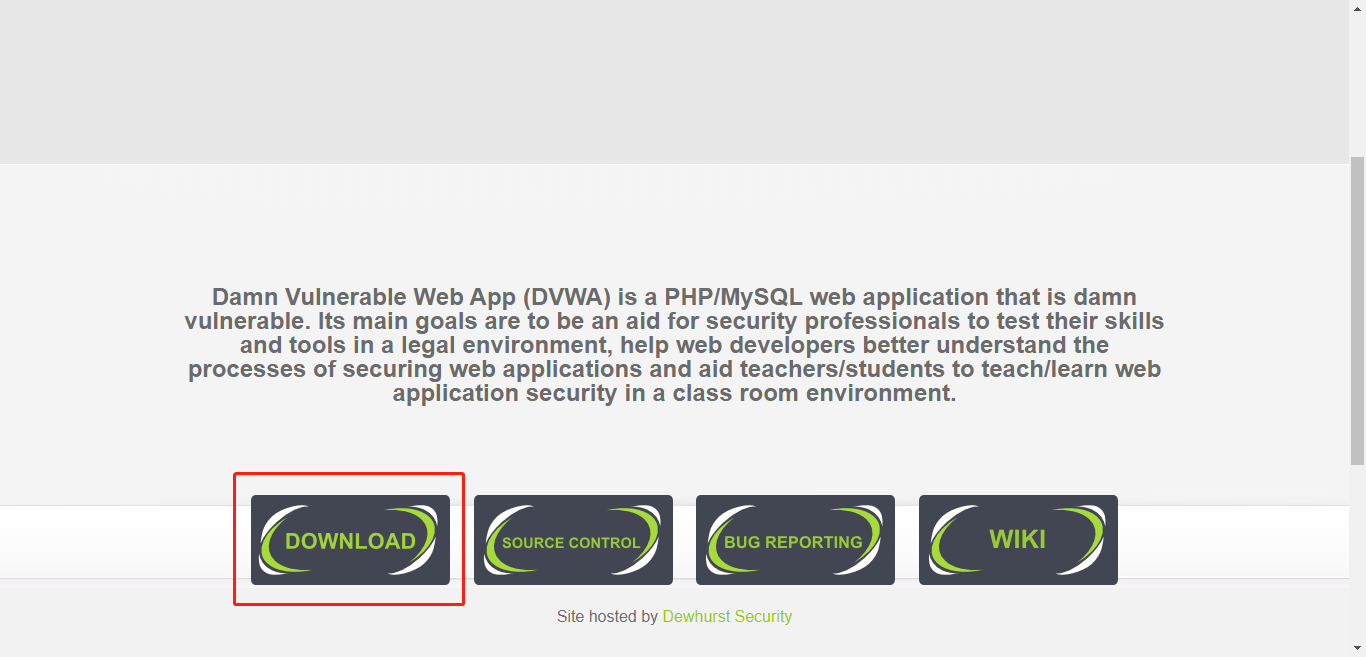 Damn Vulnerable Web App (DVWA) is a PHP/MySQL web application that is damn
vulnerable. Its main goals are to be an aid for security professionals to test their skills
and tools in a legal environment, help web developers better understand the
processes of securing web applications and aid teachers/students to teach/learn web
application security in a class room environment.
DOWNLOAD
SOURCE CONTROL
BUG REPORTING
WIKI
Site hosted by Dewhurst Security